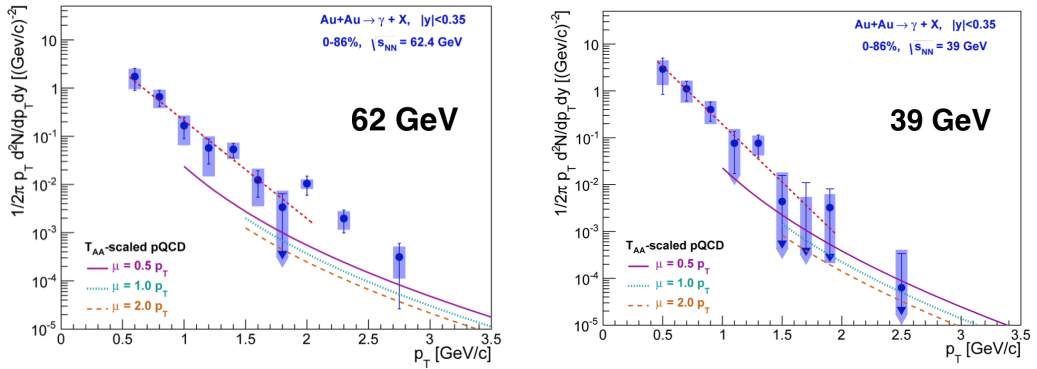 Au+Au → γ + X, |y|<0.35
0-86%, √s_NN = 62.4 GeV
62 GeV
1/2π p_T d²N/dp_T dy [(GeV/c)⁻²]
10
1
10⁻¹
10⁻²
10⁻³
10⁻⁴
10⁻⁵
T_AA-scaled pQCD
μ = 0.5 p_T
μ = 1.0 p_T
μ = 2.0 p_T
0 0.5 1 1.5 2 2.5 3 3.5
p_T [GeV/c]
Au+Au → γ + X, |y|<0.35
0-86%, √s_NN = 39 GeV
39 GeV
1/2π p_T d²N/dp_T dy [(GeV/c)⁻²]
10
1
10⁻¹
10⁻²
10⁻³
10⁻⁴
10⁻⁵
T_AA-scaled pQCD
μ = 0.5 p_T
μ = 1.0 p_T
μ = 2.0 p_T
0 0.5 1 1.5 2 2.5 3 3.5
p_T [GeV/c]